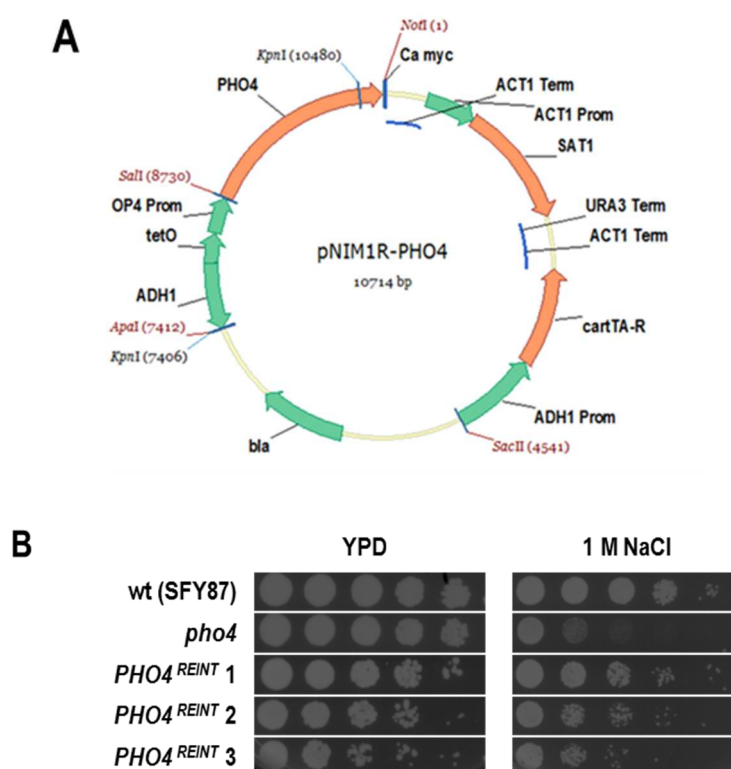 A
NotI (1)
KpnI (10480)
Ca myc
PHO4
ACT1 Term
ACT1 Prom
SAT1
SalI (8730)
OP4 Prom
tetO
URA3 Term
ACT1 Term
pNIM1R-PHO4
10714 bp
ADH1
ApaI (7412)
KpnI (7406)
cartTA-R
ADH1 Prom
bla
SacII (4541)
B
YPD
1 M NaCl
wt (SFY87)
pho4
PHO4 REINT 1
PHO4 REINT 2
PHO4 REINT 3